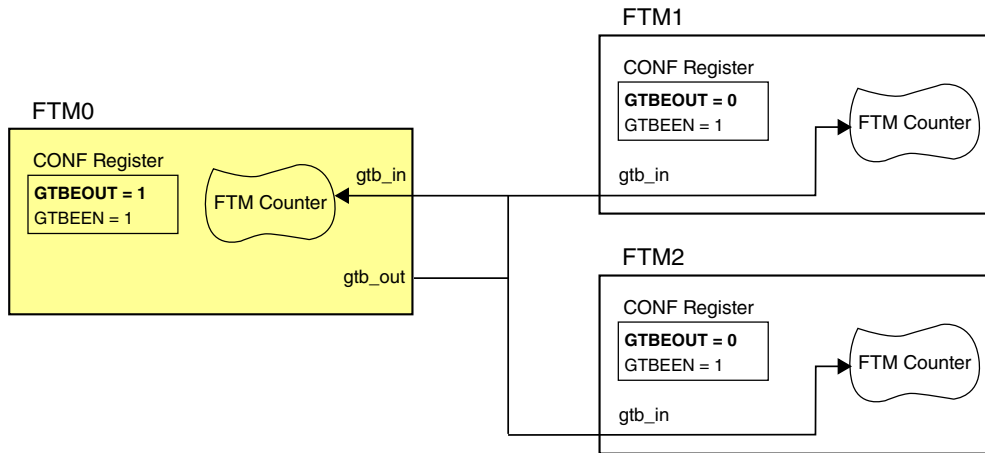 FTM0
CONF Register
GTBEOUT = 1
GTBEEN = 1
FTM Counter
gtb_in
gtb_out
FTM1
CONF Register
GTBEOUT = 0
GTBEEN = 1
FTM Counter
gtb_in
FTM2
CONF Register
GTBEOUT = 0
GTBEEN = 1
FTM Counter
gtb_in